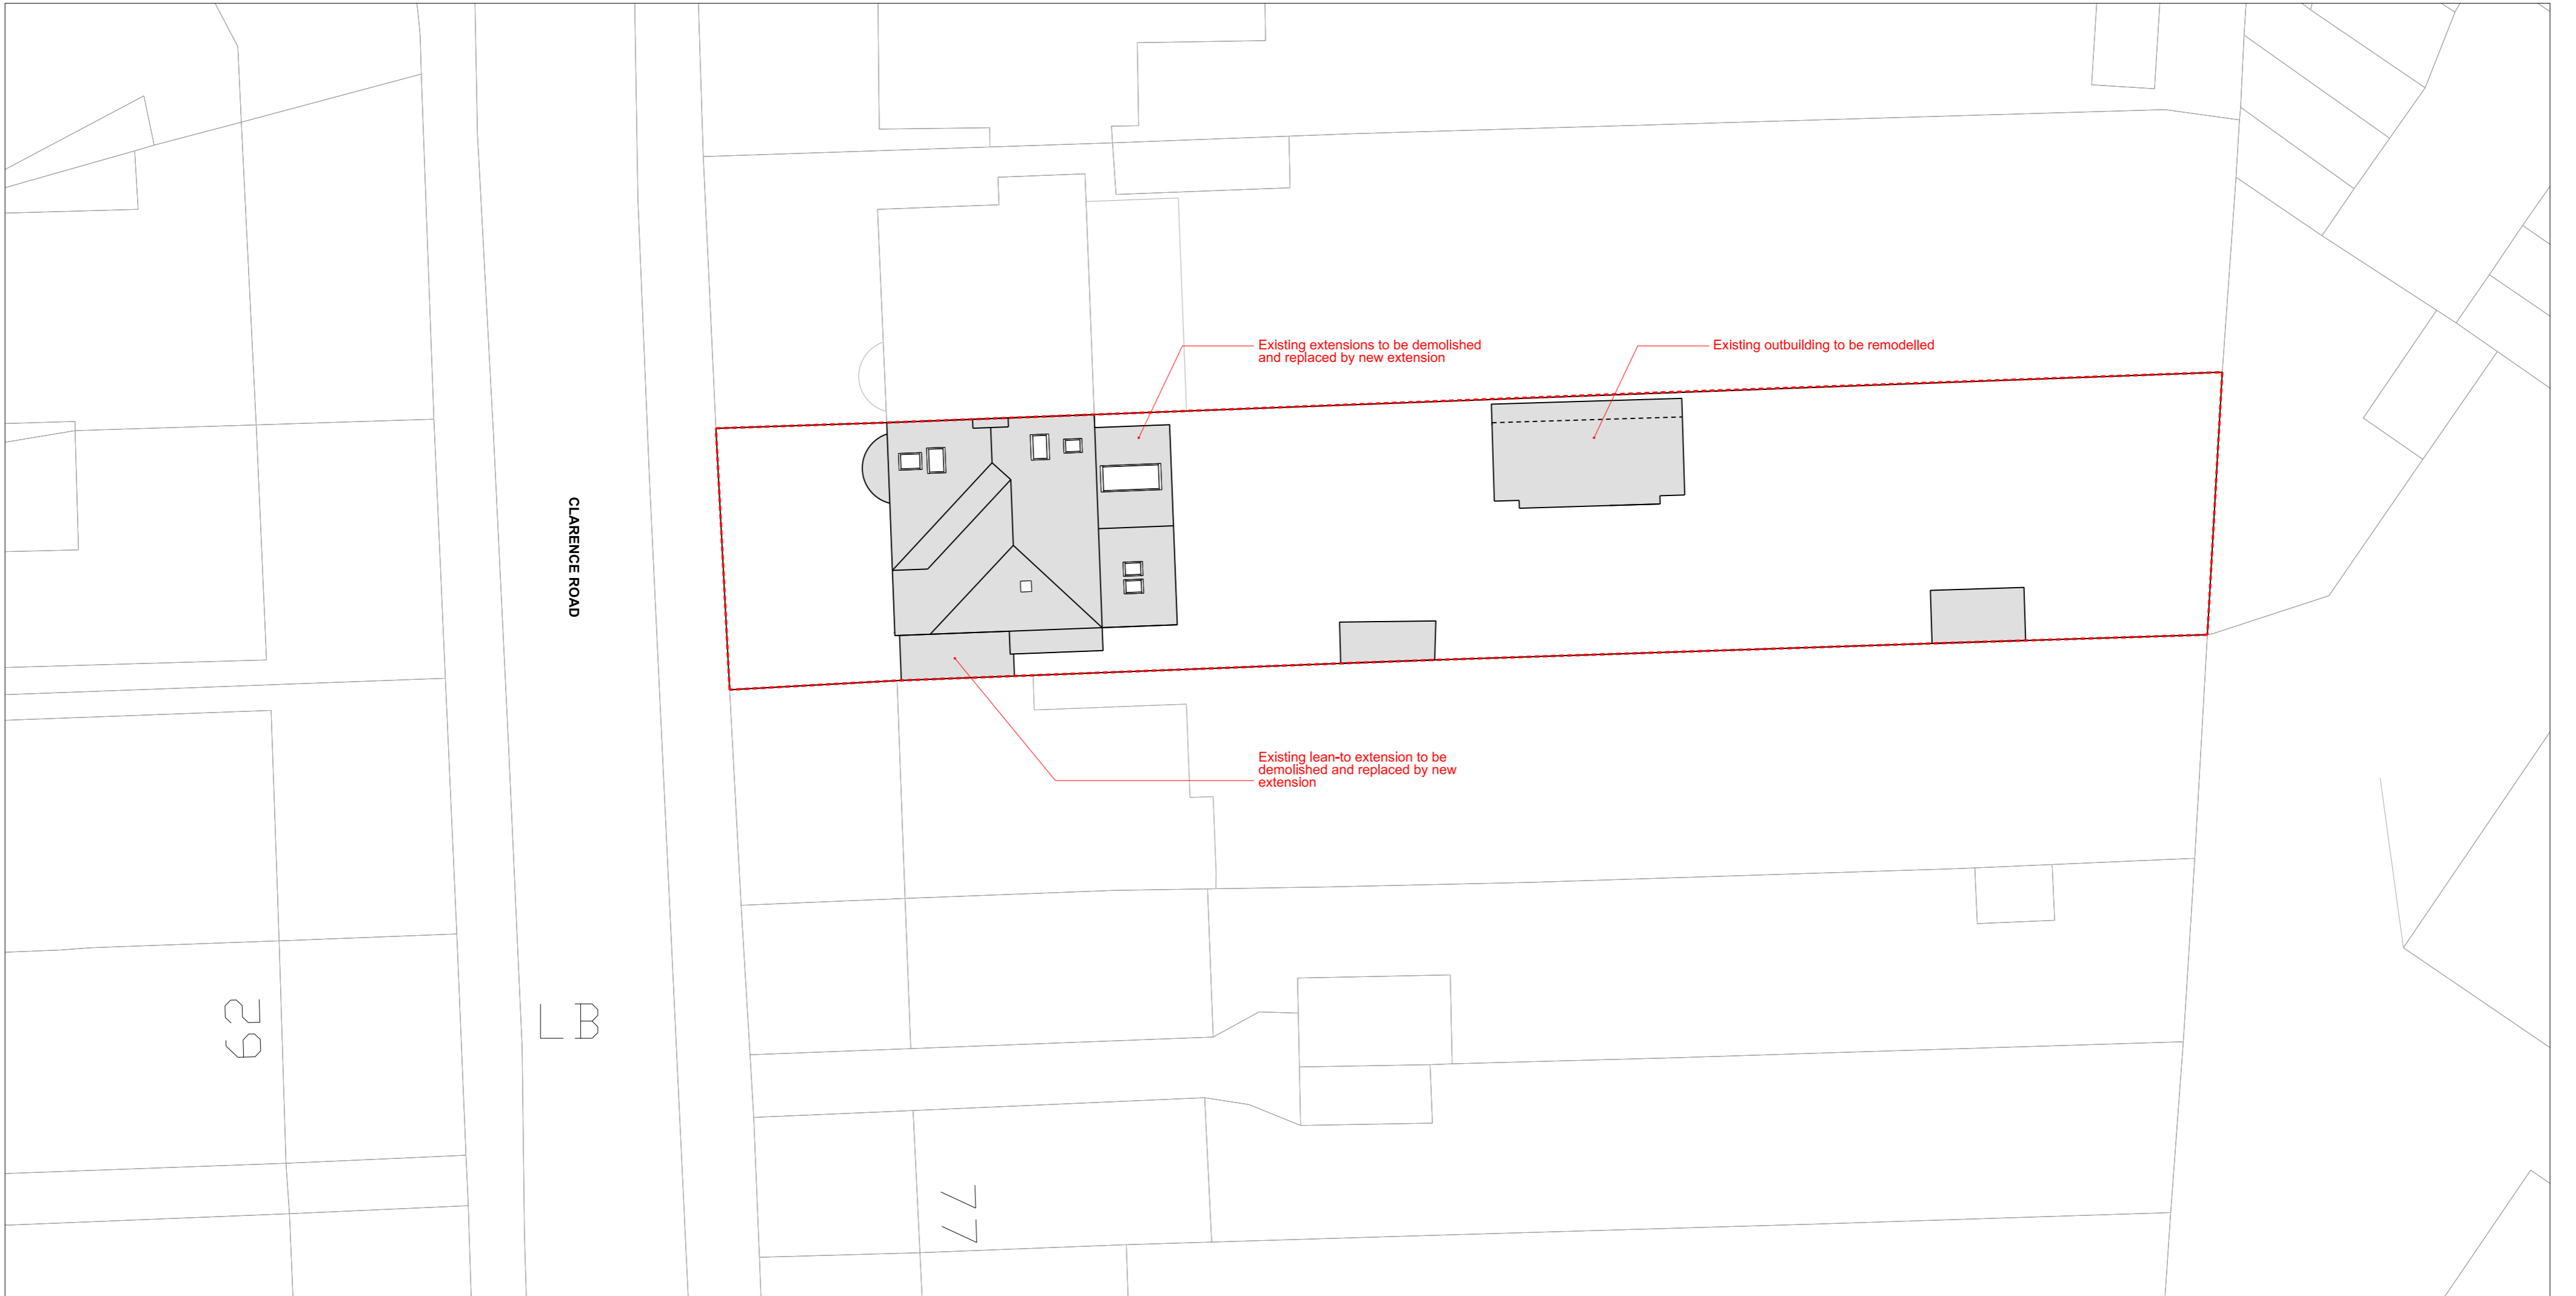 Existing extensions to be demolished
and replaced by new extension
Existing outbuilding to be remodelled
CLARENCE ROAD
Existing lean-to extension to be
demolished and replaced by new
extension
62
LB
77